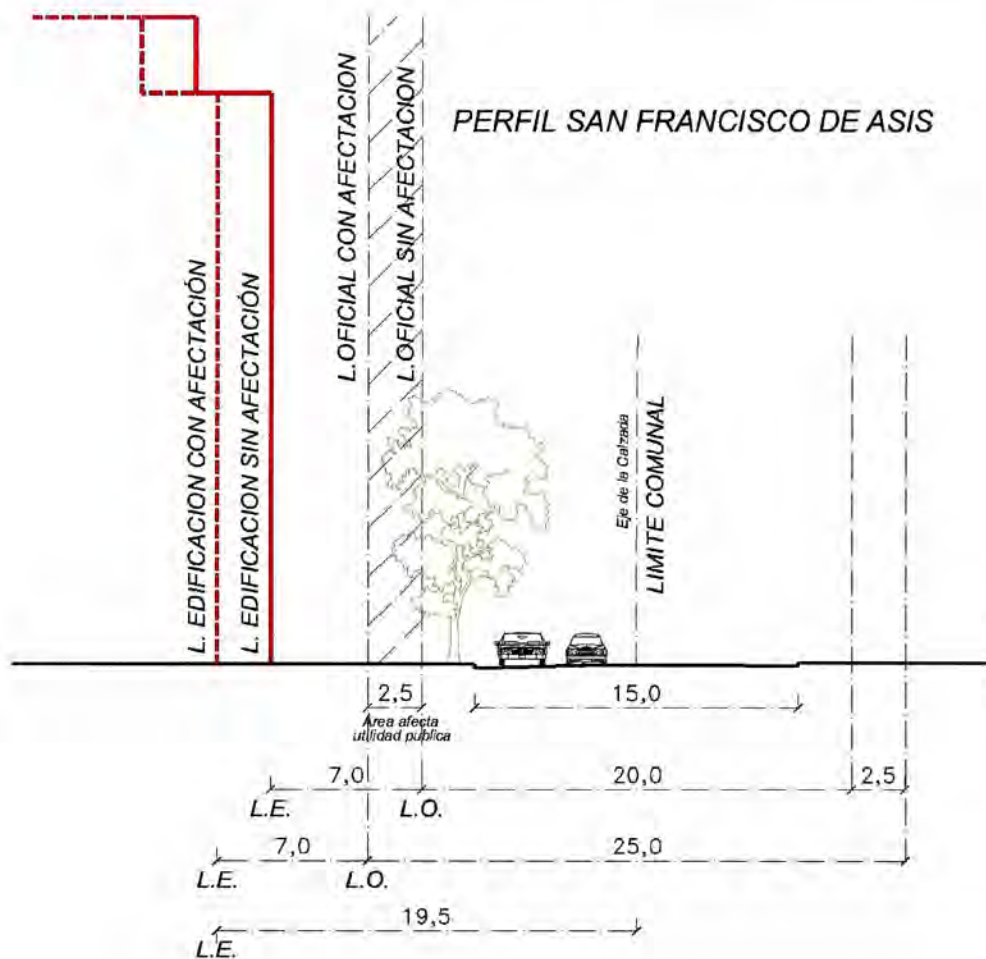 PERFIL SAN FRANCISCO DE ASIS
L. EDIFICACION CON AFECTACIÓN
L. EDIFICACION SIN AFECTACIÓN
L.OFICIAL CON AFECTACION
L.OFICIAL SIN AFECTACION
Eje de la Calzada
LIMITE COMUNAL
2,5
15,0
Area afecta
utilidad publica
7,0
20,0
2,5
L.E.
L.O.
7,0
25,0
L.E.
L.O.
19,5
L.E.